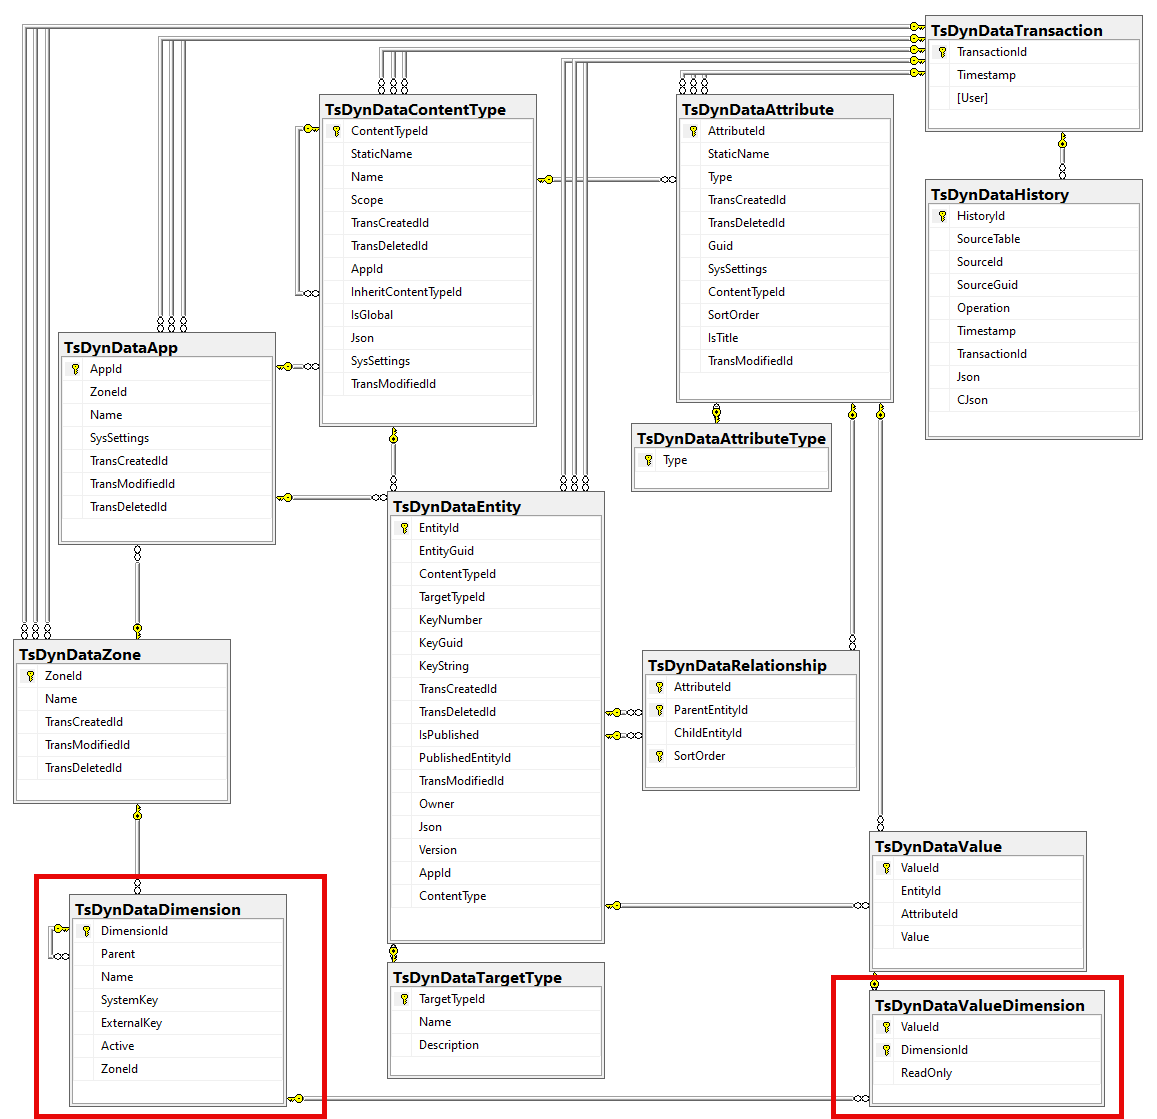 TsDynDataTransaction
TransactionId
Timestamp
[User]
TsDynDataContentType
ContentTypeId
StaticName
Name
Scope
TransCreatedId
TransDeletedId
AppId
InheritContentTypeId
IsGlobal
Json
SysSettings
TransModifiedId
TsDynDataAttribute
AttributeId
StaticName
Type
TransCreatedId
TransDeletedId
Guid
SysSettings
ContentTypeId
SortOrder
IsTitle
TransModifiedId
TsDynDataHistory
HistoryId
SourceTable
SourceId
SourceGuid
Operation
Timestamp
TransactionId
Json
CJson
TsDynDataApp
AppId
ZoneId
Name
SysSettings
TransCreatedId
TransModifiedId
TransDeletedId
TsDynDataAttributeType
Type
TsDynDataEntity
EntityId
EntityGuid
ContentTypeId
TargetTypeId
KeyNumber
KeyGuid
KeyString
TransCreatedId
TransDeletedId
IsPublished
PublishedEntityId
TransModifiedId
Owner
Json
Version
AppId
ContentType
TsDynDataZone
ZoneId
Name
TransCreatedId
TransModifiedId
TransDeletedId
TsDynDataRelationship
AttributeId
ParentEntityId
ChildEntityId
SortOrder
TsDynDataValue
ValueId
EntityId
AttributeId
Value
TsDynDataDimension
DimensionId
Parent
Name
SystemKey
ExternalKey
Active
ZoneId
TsDynDataTargetType
TargetTypeId
Name
Description
TsDynDataValueDimension
ValueId
DimensionId
ReadOnly